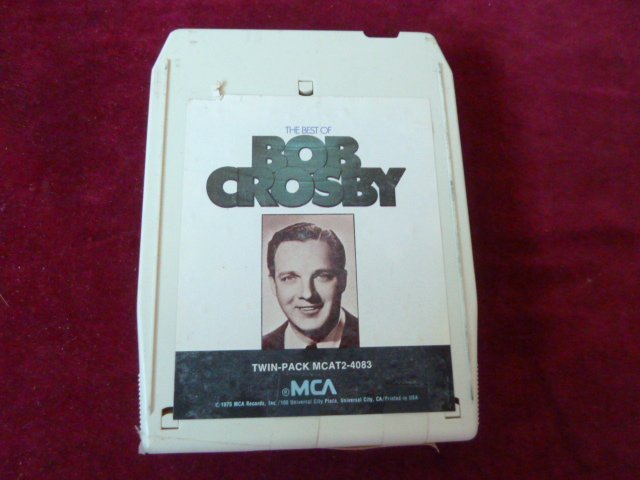 THE BEST OF
BOB
CROSBY
TWIN-PACK MCAT2-4083
®MCA
© 1975 MCA Records, Inc./100 Universal City Plaza, Universal City, CA/Printed in USA